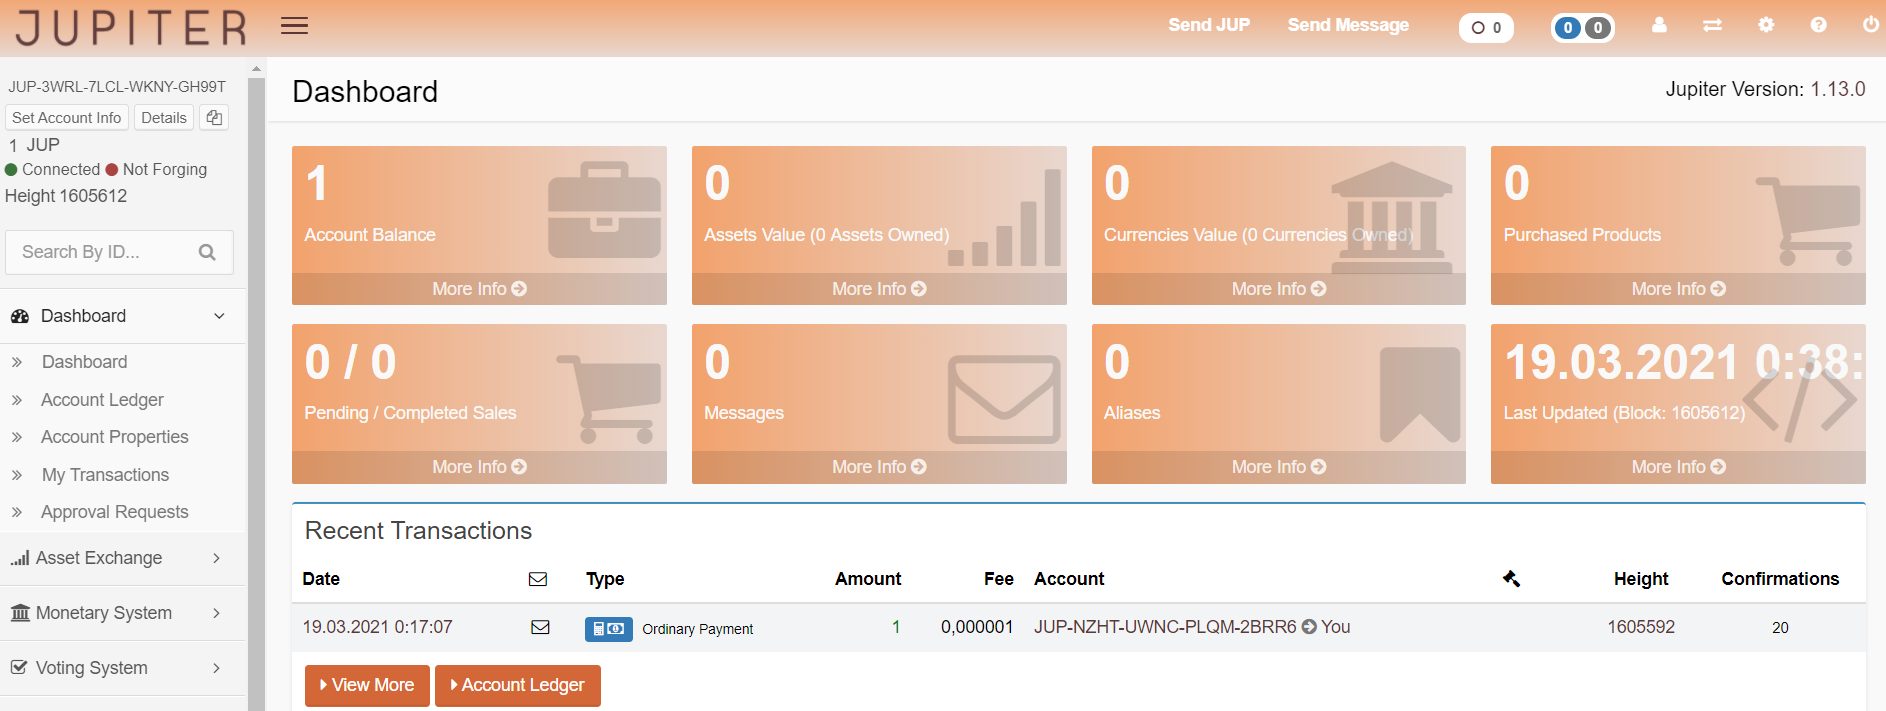 JUPITER
Send JUP
Send Message
0
0 0
JUP-3WRL-7LCL-WKNY-GH99T
Set Account Info
Details
1 JUP
Connected Not Forging
Height 1605612
Search By ID...
Dashboard
Dashboard
Account Ledger
Account Properties
My Transactions
Approval Requests
Asset Exchange
Monetary System
Voting System
Dashboard
Jupiter Version: 1.13.0
1
Account Balance
More Info
0
Assets Value (0 Assets Owned)
More Info
0
Currencies Value (0 Currencies Owned)
More Info
0
Purchased Products
More Info
0 / 0
Pending / Completed Sales
More Info
0
Messages
More Info
0
Aliases
More Info
19.03.2021 0:38:
Last Updated (Block: 1605612)
More Info
Recent Transactions
Date Type Amount Fee Account Height Confirmations
19.03.2021 0:17:07 Ordinary Payment 1 0,000001 JUP-NZHT-UWNC-PLQM-2BRR6 You 1605592 20
View More
Account Ledger